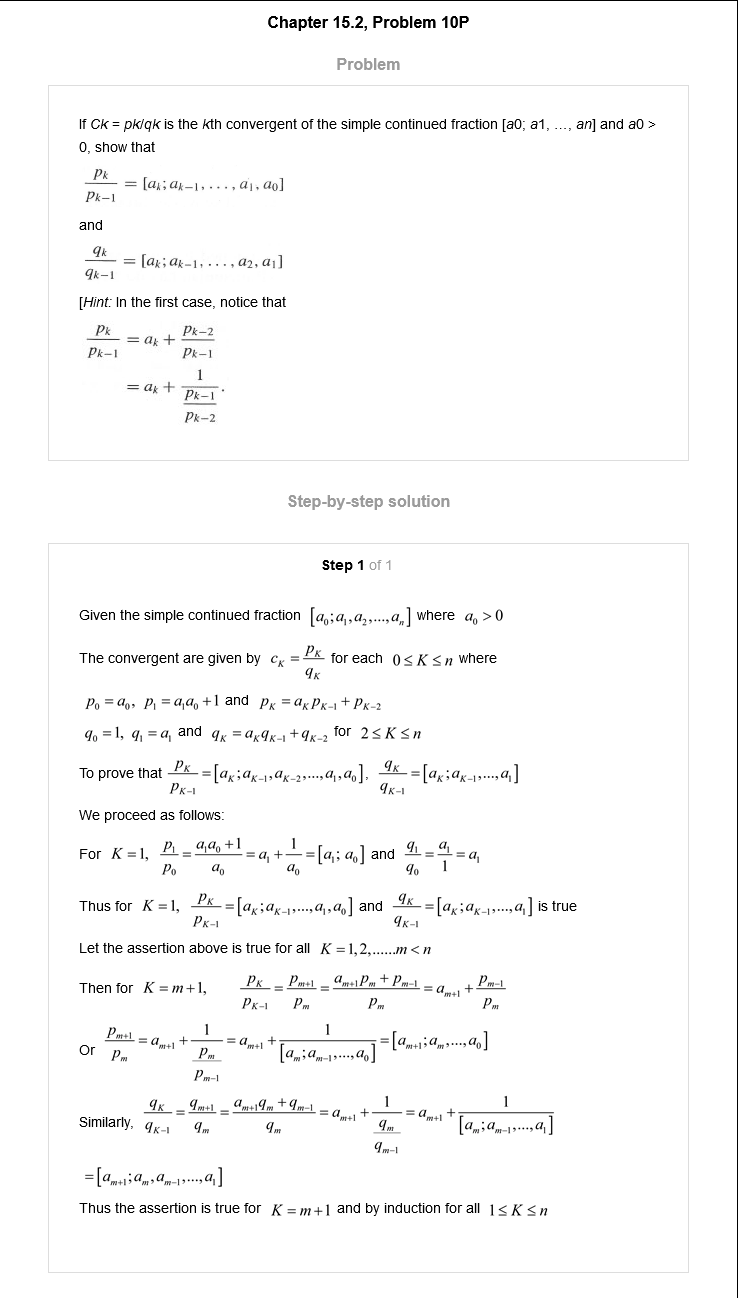 Chapter 15.2, Problem 10P
Problem
If Ck = pk/qk is the kth convergent of the simple continued fraction [a0; a1, …, an] and a0 >
0, show that
\frac{p_k}{p_{k-1}} = [a_k; a_{k-1}, . . . , a_1, a_0]
and
\frac{q_k}{q_{k-1}} = [a_k; a_{k-1}, . . . , a_2, a_1]
[Hint: In the first case, notice that
\frac{p_k}{p_{k-1}} = a_k + \frac{p_{k-2}}{p_{k-1}}
= a_k + \frac{1}{\frac{p_{k-1}}{p_{k-2}}}.
Step-by-step solution
Step 1 of 1
Given the simple continued fraction [a_0; a_1, a_2, ..., a_n] where a_0 > 0
The convergent are given by c_K = \frac{p_K}{q_K} for each 0 ≤ K ≤ n where
p_0 = a_0, p_1 = a_1a_0 + 1 and p_K = a_K p_{K-1} + p_{K-2}
q_0 = 1, q_1 = a_1 and q_K = a_K q_{K-1} + q_{K-2} for 2 ≤ K ≤ n
To prove that \frac{p_K}{p_{K-1}} = [a_K; a_{K-1}, a_{K-2}, ..., a_1, a_0], \frac{q_K}{q_{K-1}} = [a_K; a_{K-1}, ..., a_1]
We proceed as follows:
For K = 1, \frac{p_1}{p_0} = \frac{a_1a_0 + 1}{a_0} = a_1 + \frac{1}{a_0} = [a_1; a_0] and \frac{q_1}{q_0} = \frac{a_1}{1} = a_1
Thus for K = 1, \frac{p_K}{p_{K-1}} = [a_K; a_{K-1}, ..., a_1, a_0] and \frac{q_K}{q_{K-1}} = [a_K; a_{K-1}, ..., a_1] is true
Let the assertion above is true for all K = 1, 2, ......m < n
Then for K = m + 1, \frac{p_K}{p_{K-1}} = \frac{p_{m+1}}{p_m} = \frac{a_{m+1}p_m + p_{m-1}}{p_m} = a_{m+1} + \frac{p_{m-1}}{p_m}
Or \frac{p_{m+1}}{p_m} = a_{m+1} + \frac{1}{\frac{p_m}{p_{m-1}}} = a_{m+1} + \frac{1}{[a_m; a_{m-1}, ..., a_0]} = [a_{m+1}; a_m, ..., a_0]
Similarly, \frac{q_K}{q_{K-1}} = \frac{q_{m+1}}{q_m} = \frac{a_{m+1}q_m + q_{m-1}}{q_m} = a_{m+1} + \frac{1}{\frac{q_m}{q_{m-1}}} = a_{m+1} + \frac{1}{[a_m; a_{m-1}, ..., a_1]}
= [a_{m+1}; a_m, a_{m-1}, ..., a_1]
Thus the assertion is true for K = m + 1 and by induction for all 1 ≤ K ≤ n